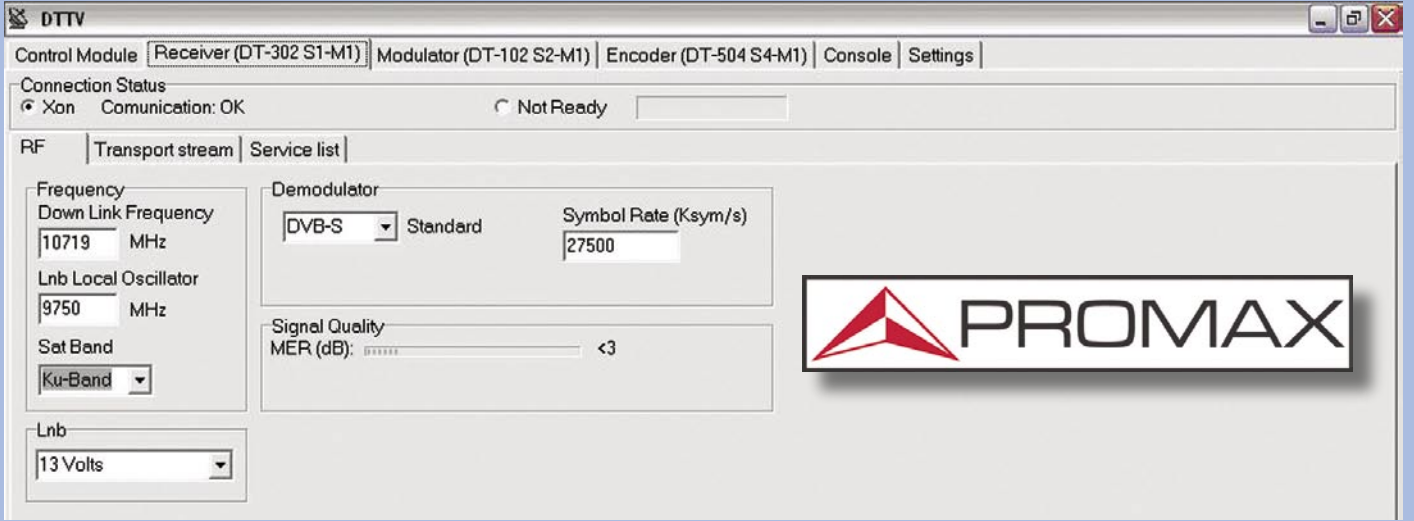 DTTV
Control Module Receiver (DT-302 S1-M1) Modulator (DT-102 S2-M1) Encoder (DT-504 S4-M1) Console Settings
Connection Status
Xon Comunication: OK Not Ready
RF Transport stream Service list
Frequency
Down Link Frequency
10719 MHz
Lnb Local Oscillator
9750 MHz
Sat Band
Ku-Band
Lnb
13 Volts
Demodulator
DVB-S Standard
Symbol Rate (Ksym/s)
27500
Signal Quality
MER (dB): <3
PROMAX